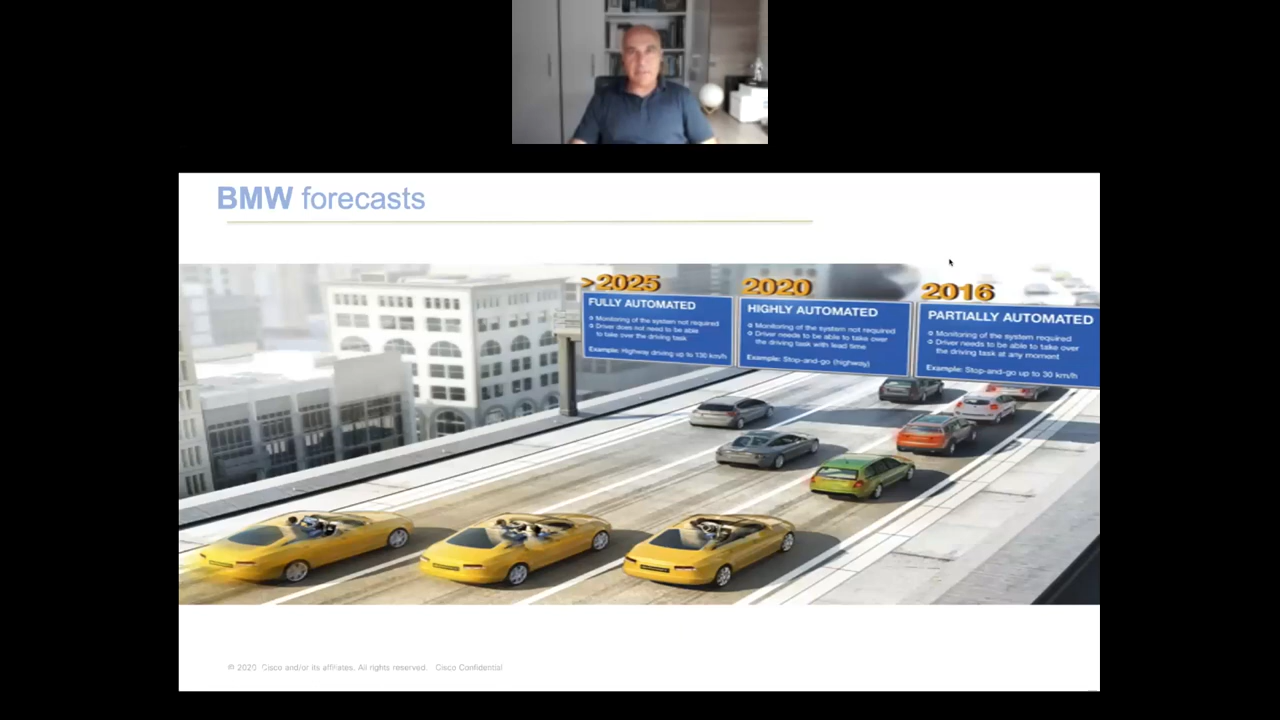 BMW forecasts
>2025
FULLY AUTOMATED
Monitoring of the system not required
Driver does not need to be able
to take over the driving task
Example: Highway driving up to 130 km/h
2020
HIGHLY AUTOMATED
Monitoring of the system not required
Driver needs to be able to take over
the driving task with lead time
Example: Stop-and-go (highway)
2016
PARTIALLY AUTOMATED
Monitoring of the system required
Driver needs to be able to take over
the driving task at any moment
Example: Stop-and-go up to 30 km/h
© 2020 Cisco and/or its affiliates. All rights reserved. Cisco Confidential